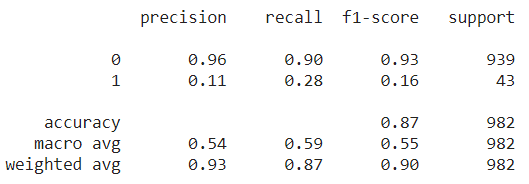 precision recall f1-score support
0 0.96 0.90 0.93 939
1 0.11 0.28 0.16 43
accuracy 0.87 982
macro avg 0.54 0.59 0.55 982
weighted avg 0.93 0.87 0.90 982